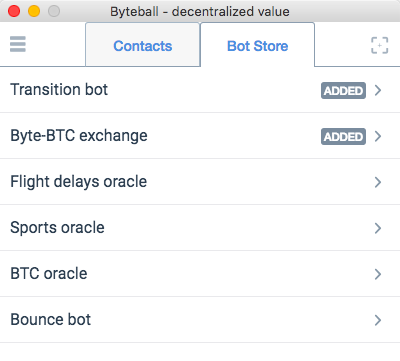 Byteball - decentralized value
Contacts
Bot Store
Transition bot ADDED
Byte-BTC exchange ADDED
Flight delays oracle
Sports oracle
BTC oracle
Bounce bot